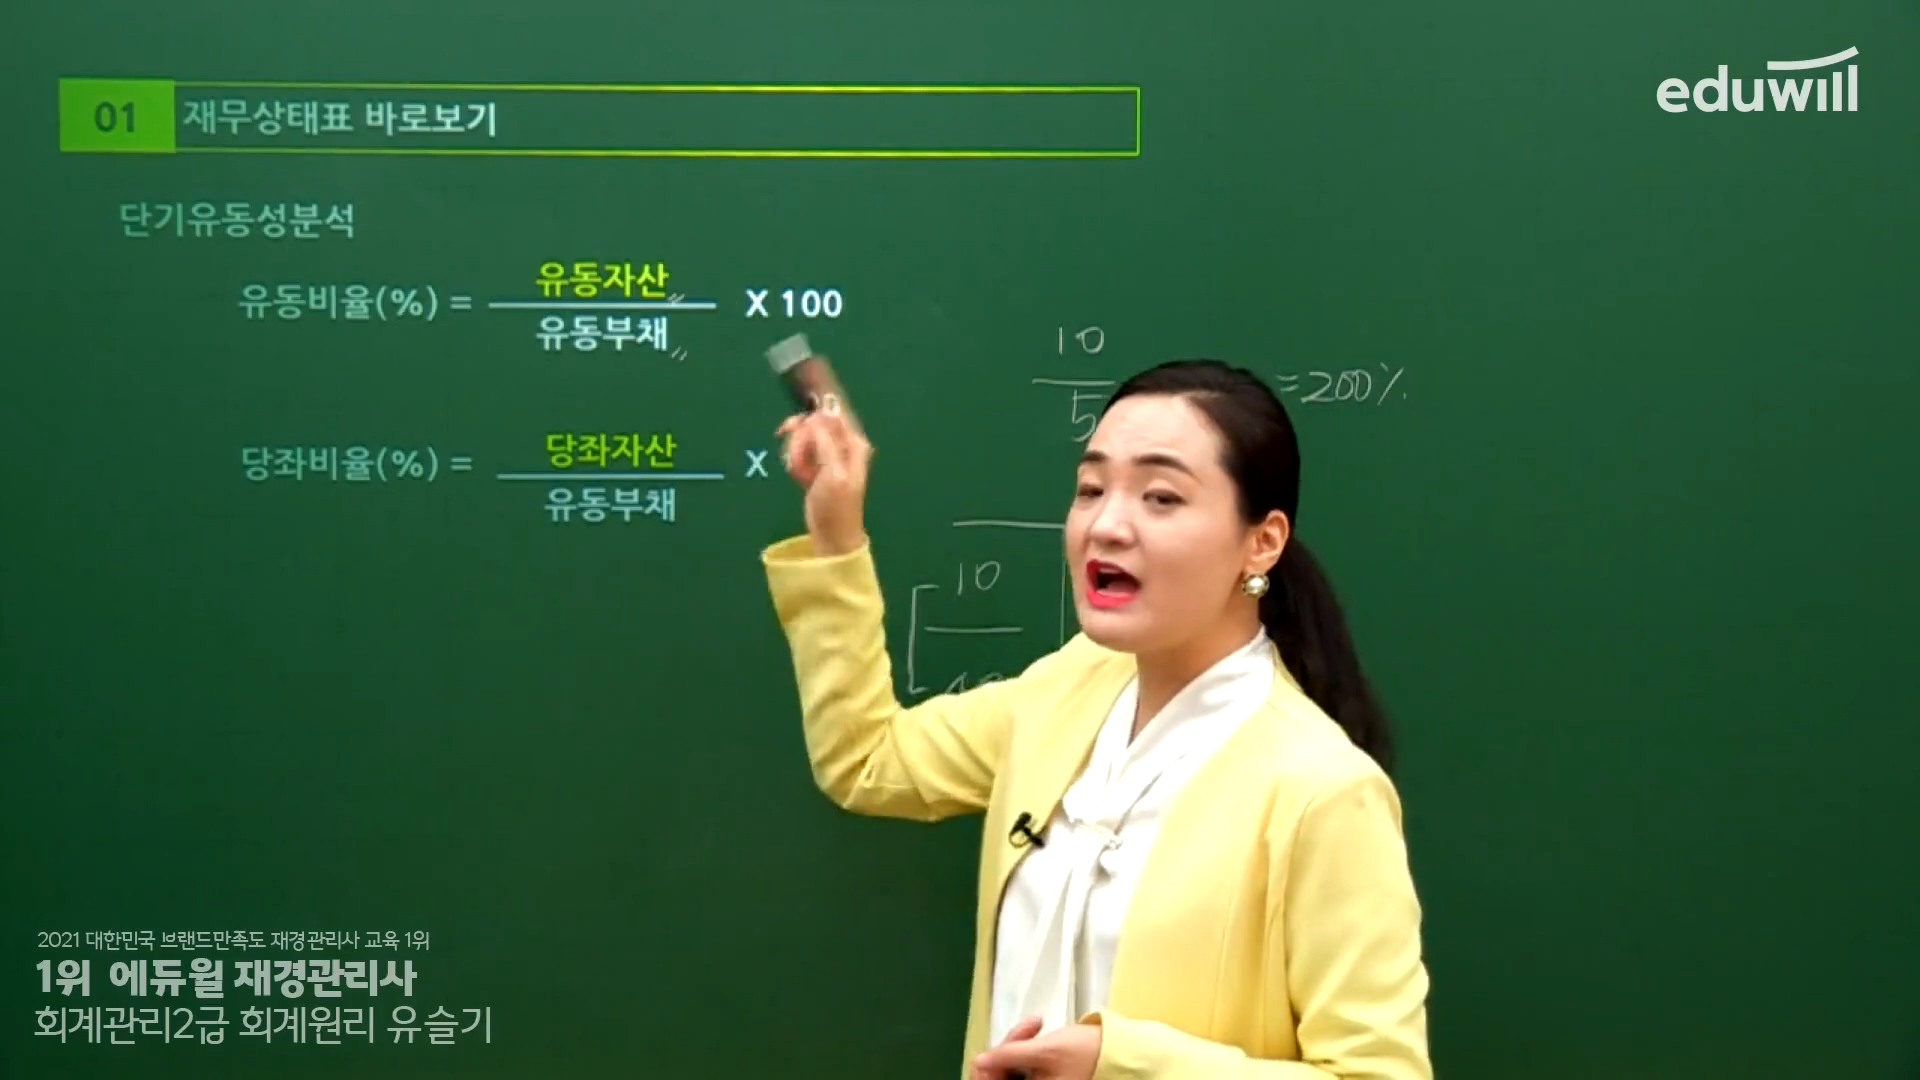 eduwill
01 재무상태표 바로보기
단기유동성분석
유동비율(%) = 유동자산 / 유동부채 X 100
10
5
=200%
당좌비율(%) = 당좌자산 / 유동부채 X
10
2021 대한민국 브랜드만족도 재경관리사 교육 1위
1위 에듀윌 재경관리사
회계관리2급 회계원리 유슬기